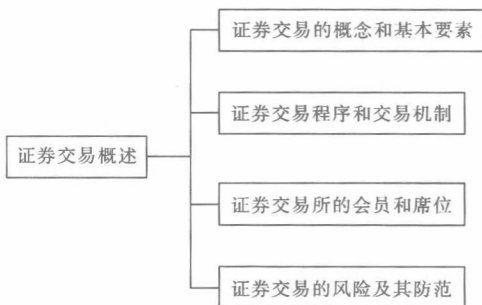 证券交易概述
证券交易的概念和基本要素
证券交易程序和交易机制
证券交易所的会员和席位
证券交易的风险及其防范